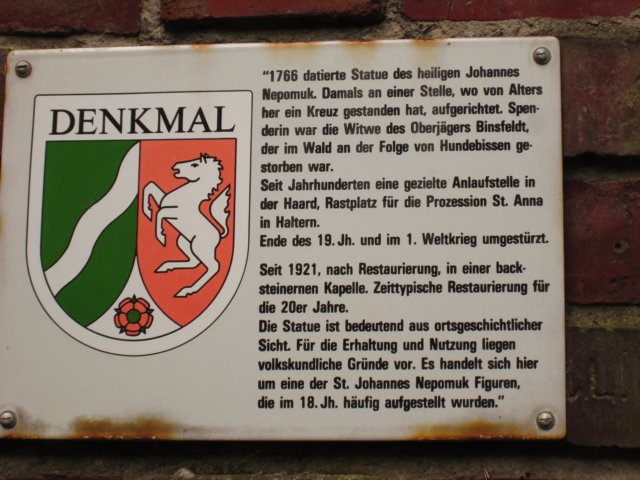 DENKMAL
"1766 datierte Statue des heiligen Johannes
Nepomuk. Damals an einer Stelle, wo von Alters
her ein Kreuz gestanden hat, aufgerichtet. Spen-
derin war die Witwe des Oberjägers Binsfeldt,
der im Wald an der Folge von Hundebissen ge-
storben war.
Seit Jahrhunderten eine gezielte Anlaufstelle in
der Haard, Rastplatz für die Prozession St. Anna
in Haltern.
Ende des 19. Jh. und im 1. Weltkrieg umgestürzt.
Seit 1921, nach Restaurierung, in einer back-
steinernen Kapelle. Zeittypische Restaurierung für
die 20er Jahre.
Die Statue ist bedeutend aus ortsgeschichtlicher
Sicht. Für die Erhaltung und Nutzung liegen
volkskundliche Gründe vor. Es handelt sich hier
um eine der St. Johannes Nepomuk Figuren,
die im 18. Jh. häufig aufgestellt wurden."